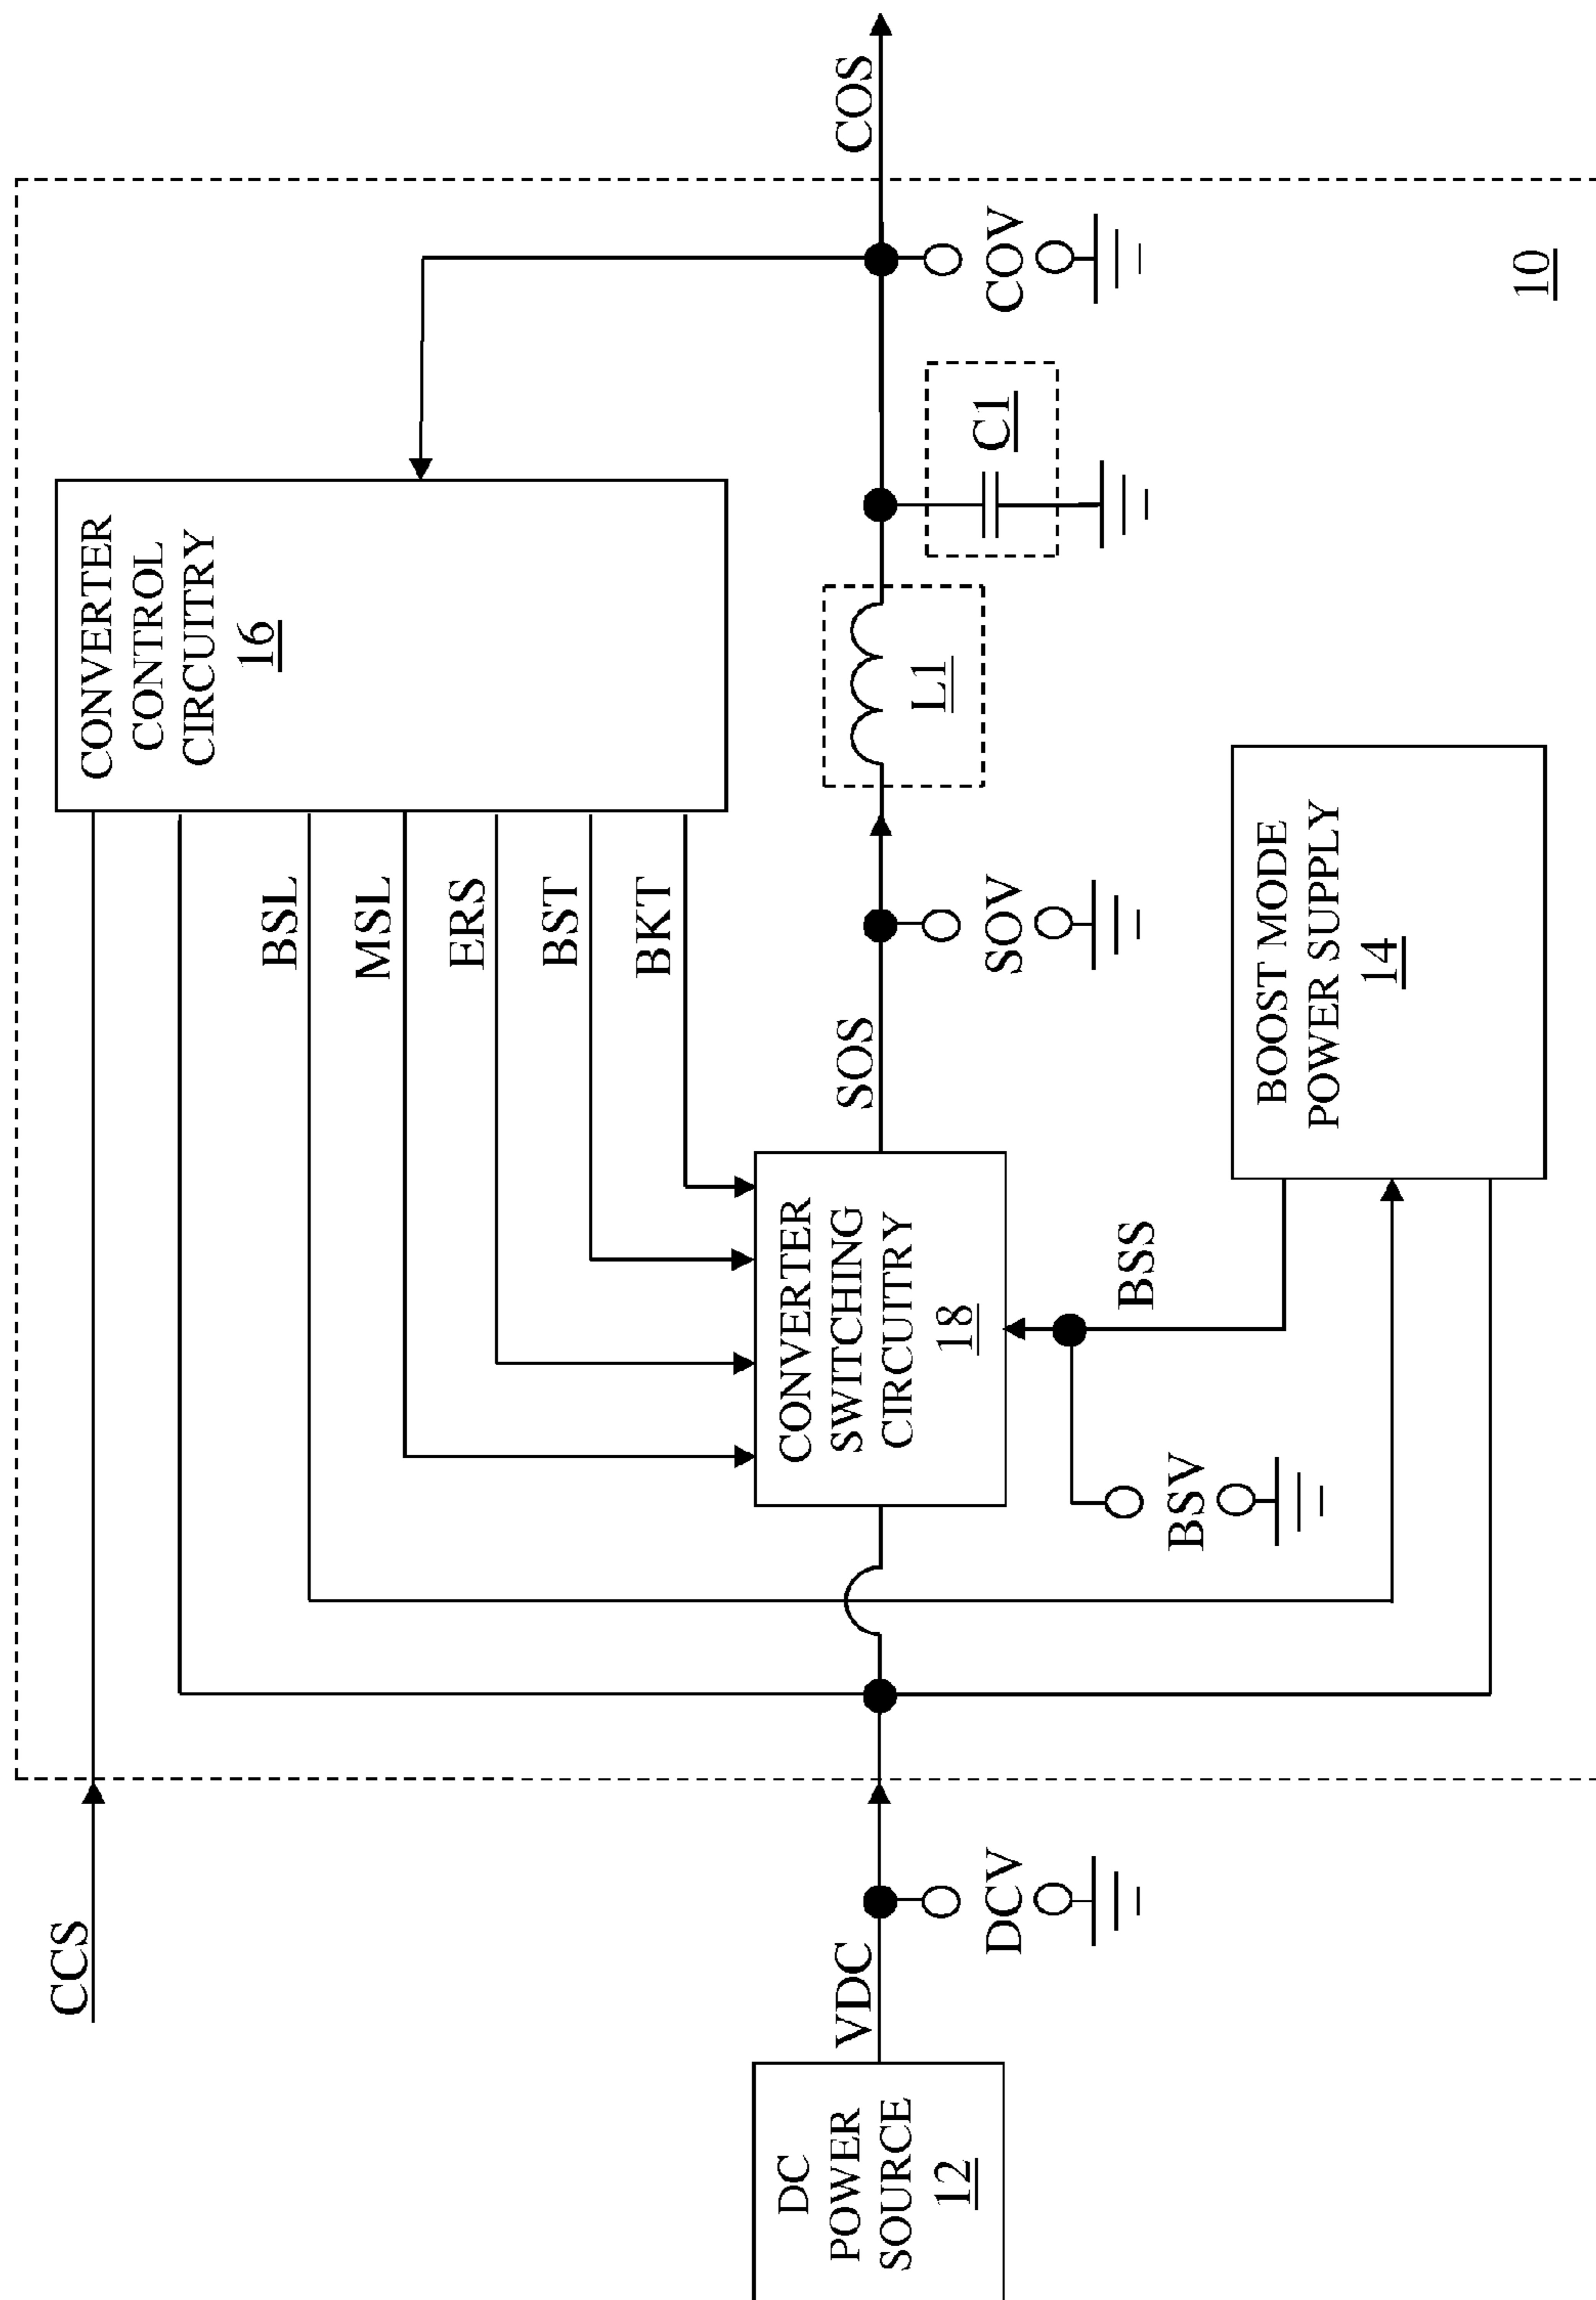 CCS
CONVERTER
CONTROL
CIRCUITRY
16
BSL
MSL
ERS
BST
BKT
DC
POWER
SOURCE
12
VDC
DCV
CONVERTER
SWITCHING
CIRCUITRY
18
SOS
SOV
L1
C1
COV
COS
BSV
BSS
BOOST MODE
POWER SUPPLY
14
10